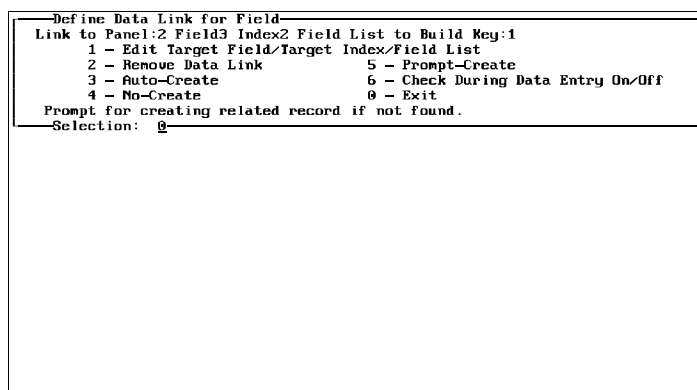 Define Data Link for Field
Link to Panel:2 Field3 Index2 Field List to Build Key:1
1 – Edit Target Field/Target Index/Field List
2 – Remove Data Link 5 – Prompt–Create
3 – Auto–Create 6 – Check During Data Entry On/Off
4 – No–Create 0 – Exit
Prompt for creating related record if not found.
Selection: 0